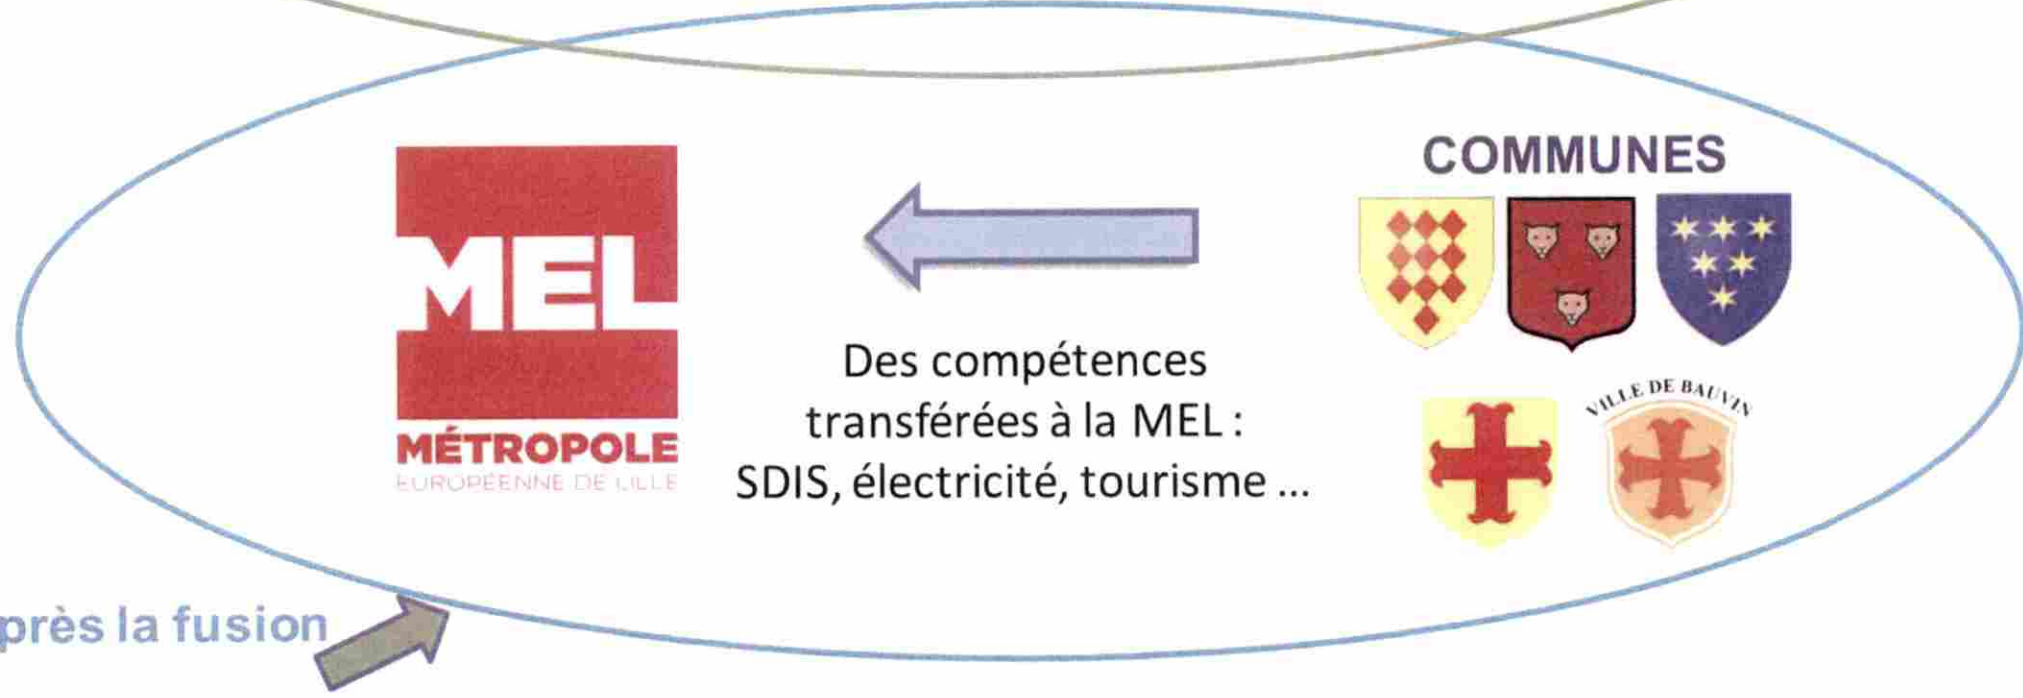 COMMUNES
MEL
MÉTROPOLE
EUROPÉENNE DE LILLE
Des compétences
transférées à la MEL :
SDIS, électricité, tourisme ...
VILLE DE BAUVIN
près la fusion